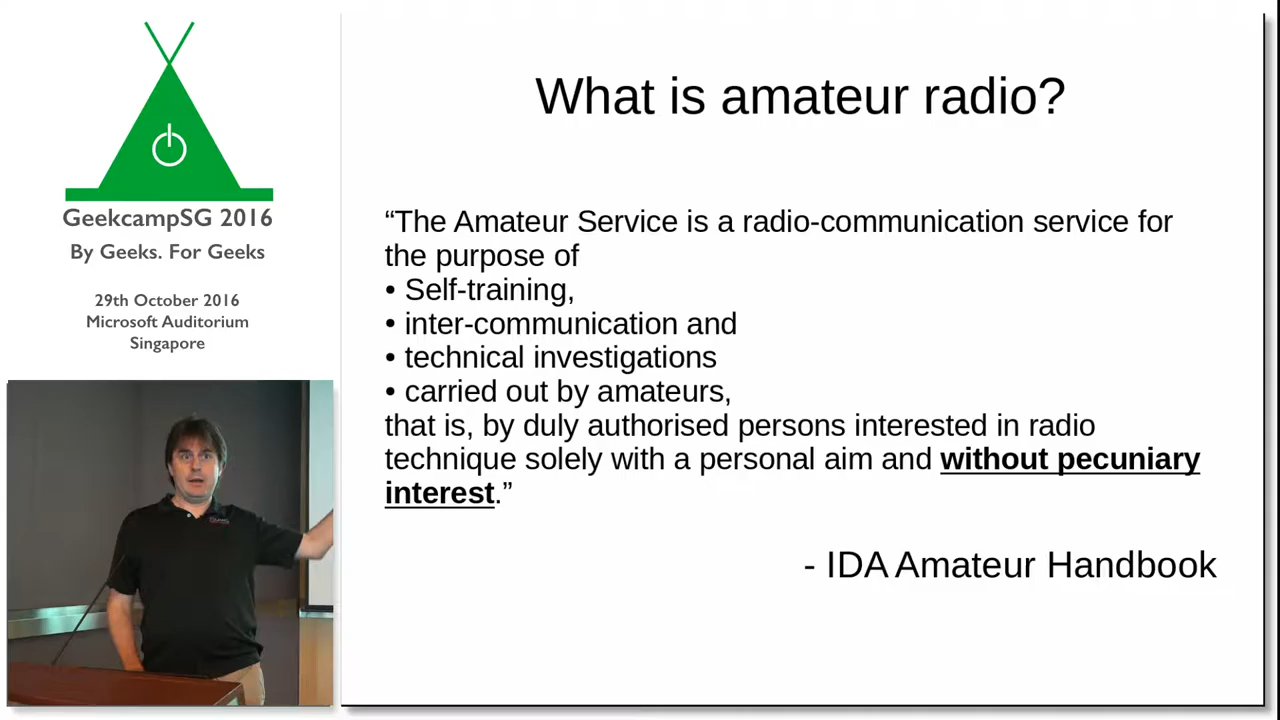 GeekcampSG 2016
By Geeks. For Geeks
29th October 2016
Microsoft Auditorium
Singapore
What is amateur radio?
“The Amateur Service is a radio-communication service for
the purpose of
• Self-training,
• inter-communication and
• technical investigations
• carried out by amateurs,
that is, by duly authorised persons interested in radio
technique solely with a personal aim and without pecuniary
interest.”
- IDA Amateur Handbook